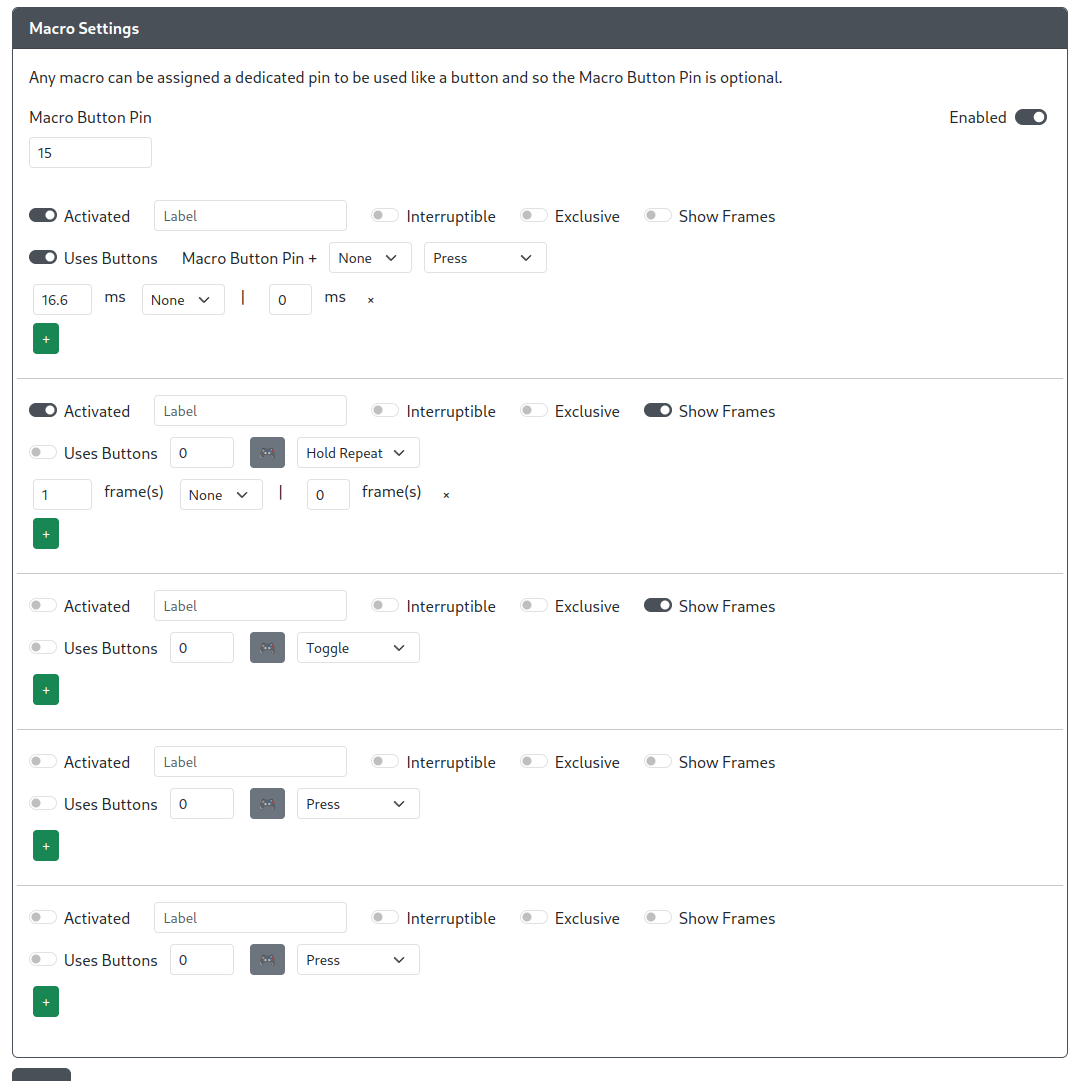 Macro Settings
Any macro can be assigned a dedicated pin to be used like a button and so the Macro Button Pin is optional.
Macro Button Pin Enabled
15
Activated Label Interruptible Exclusive Show Frames
Uses Buttons Macro Button Pin + None Press
16.6 ms None | 0 ms ×
+
Activated Label Interruptible Exclusive Show Frames
Uses Buttons 0 Hold Repeat
1 frame(s) None | 0 frame(s) ×
+
Activated Label Interruptible Exclusive Show Frames
Uses Buttons 0 Toggle
+
Activated Label Interruptible Exclusive Show Frames
Uses Buttons 0 Press
+
Activated Label Interruptible Exclusive Show Frames
Uses Buttons 0 Press
+